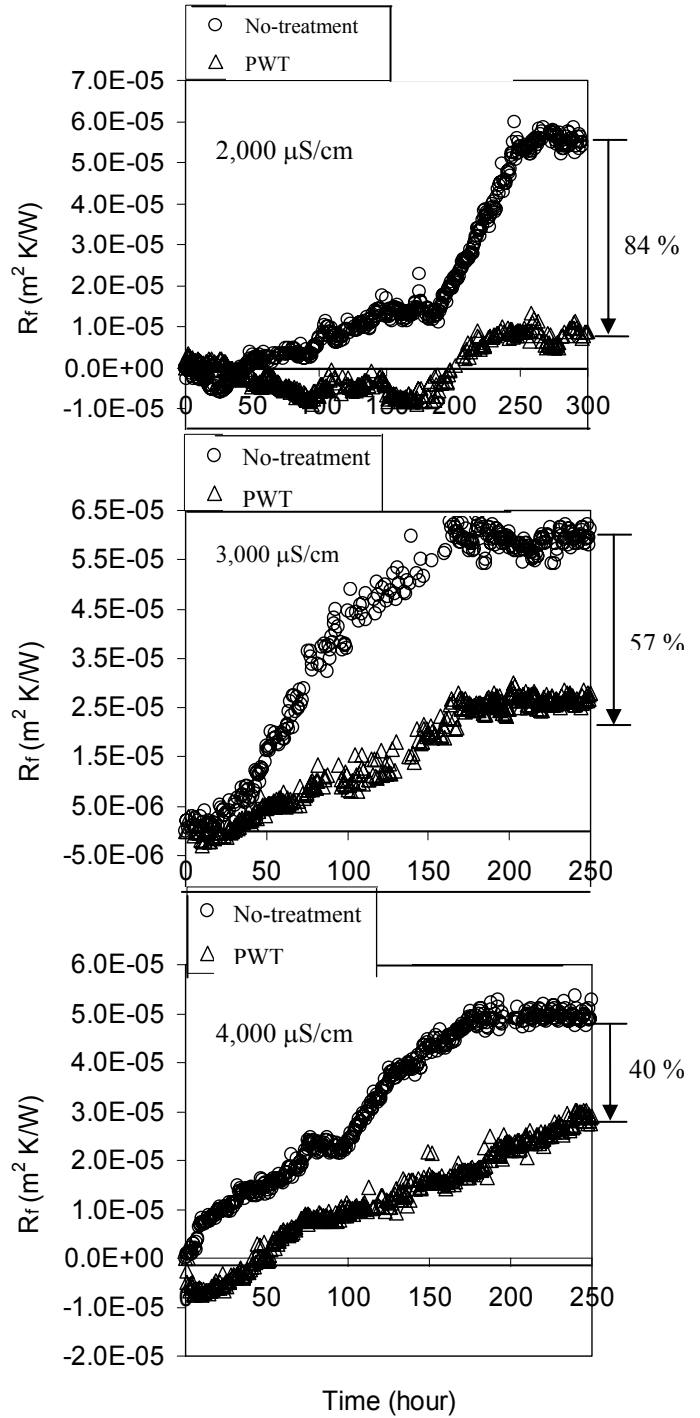 No-treatment
PWT
7.0E-05
6.0E-05
5.0E-05
4.0E-05
3.0E-05
2.0E-05
1.0E-05
0.0E+00
-1.0E-05
Rf (m² K/W)
2,000 µS/cm
84 %
0 50 100 150 200 250 300
No-treatment
PWT
6.5E-05
5.5E-05
4.5E-05
3.5E-05
2.5E-05
1.5E-05
5.0E-06
-5.0E-06
Rf (m² K/W)
3,000 µS/cm
57 %
0 50 100 150 200 250
No-treatment
PWT
6.0E-05
5.0E-05
4.0E-05
3.0E-05
2.0E-05
1.0E-05
0.0E+00
-1.0E-05
-2.0E-05
Rf (m² K/W)
4,000 µS/cm
40 %
0 50 100 150 200 250
Time (hour)